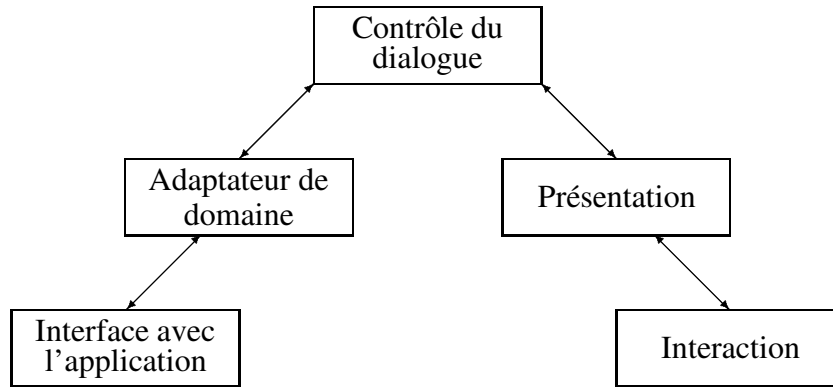 Contrôle du
dialogue
Adaptateur de
domaine
Présentation
Interface avec
l’application
Interaction